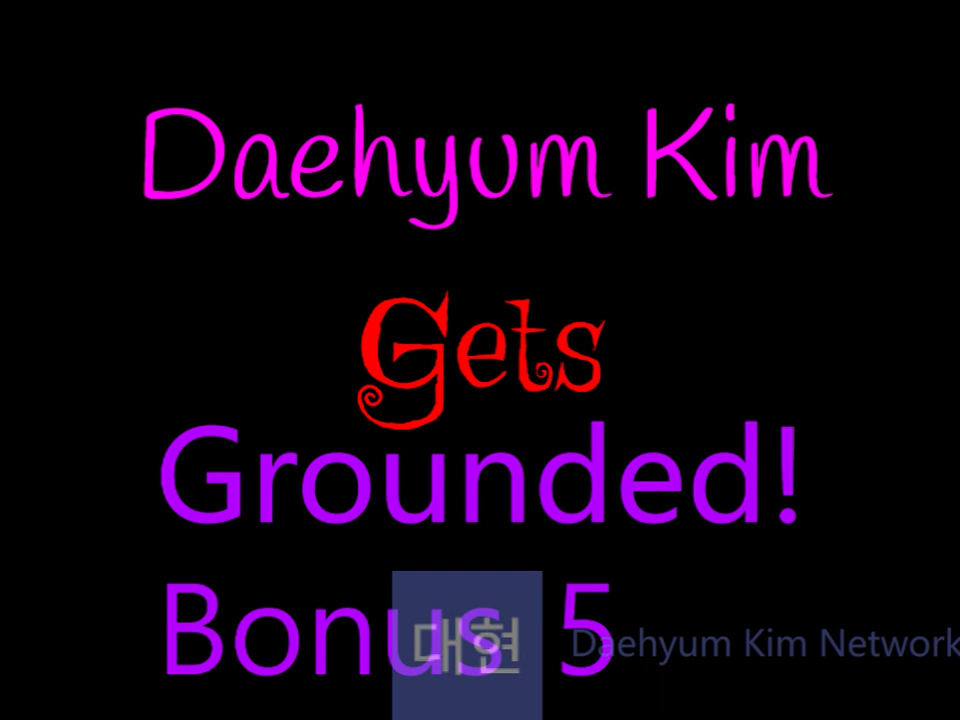 Daehyum Kim
Gets
Grounded!
Bonus 5
대현
Daehyum Kim Network